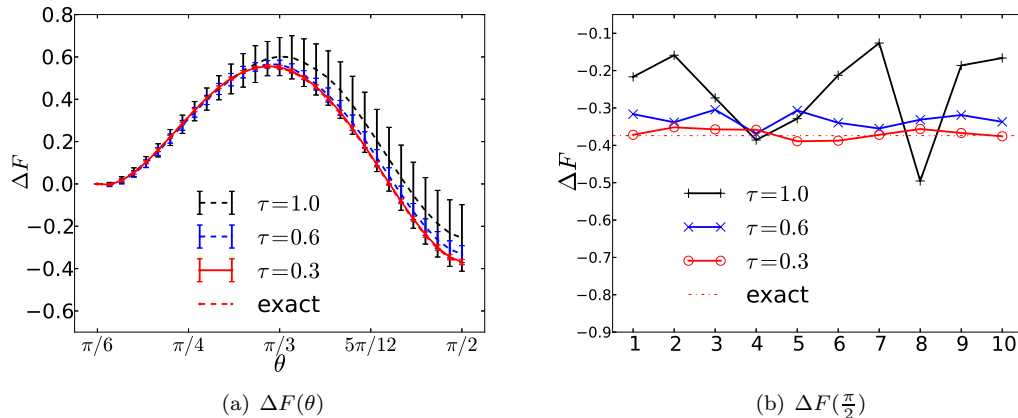 0.8
0.6
0.4
0.2
0.0
−0.2
−0.4
−0.6
ΔF
τ=1.0
τ=0.6
τ=0.3
exact
π/6 π/4 π/3 5π/12 π/2
θ
(a) ΔF(θ)
−0.1
−0.2
−0.3
−0.4
−0.5
−0.6
−0.7
−0.8
−0.9
ΔF
τ=1.0
τ=0.6
τ=0.3
exact
1 2 3 4 5 6 7 8 9 10
(b) ΔF(π/2)